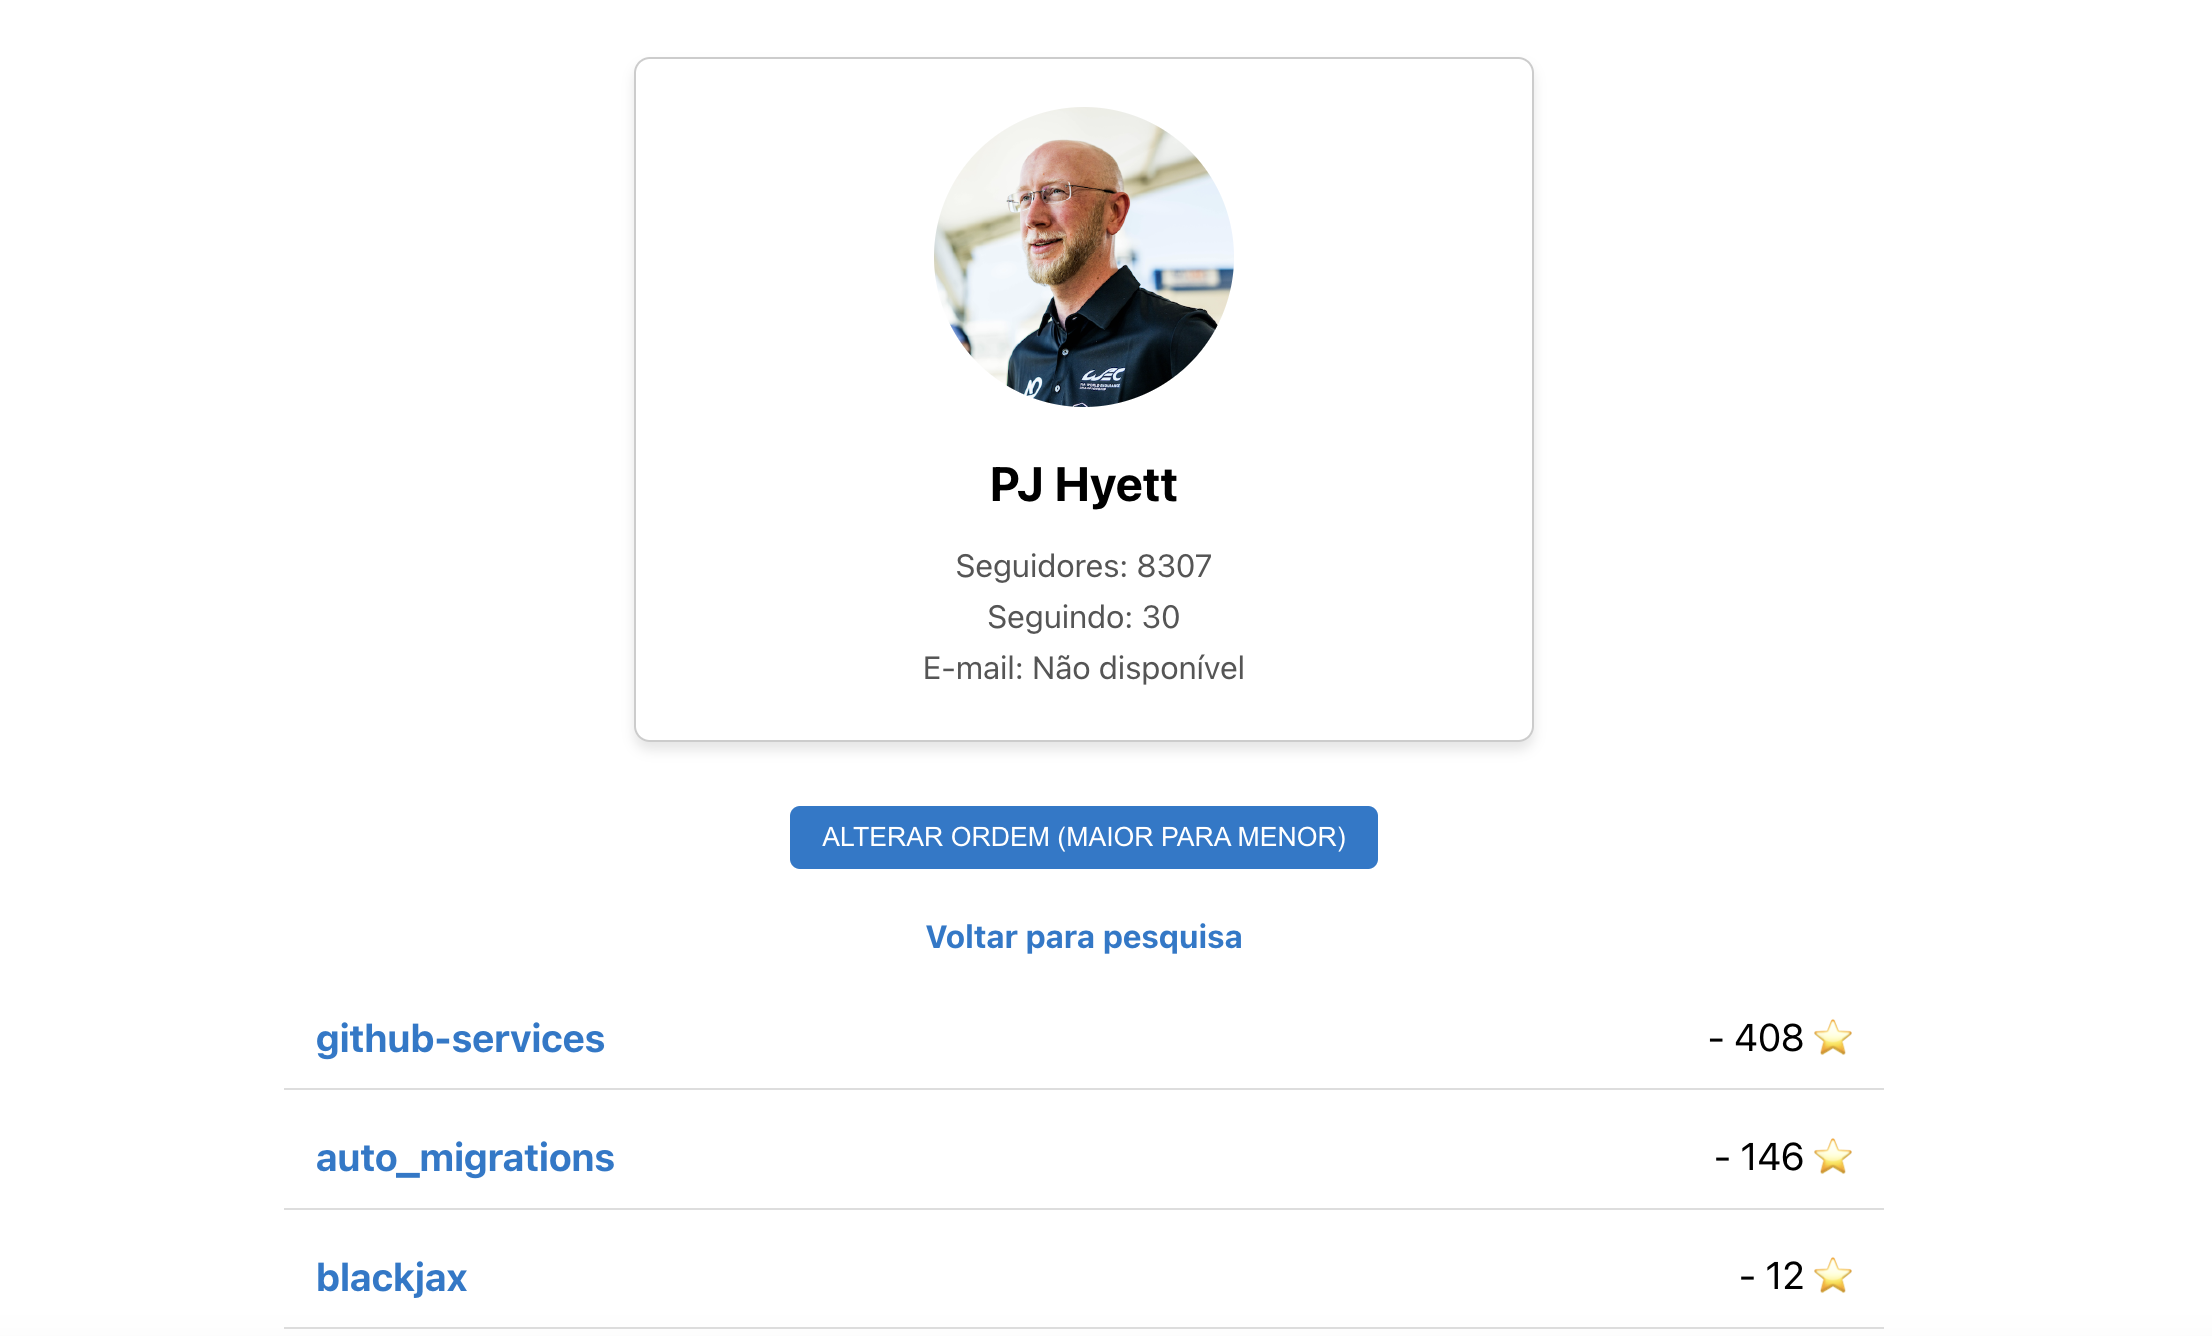 WEC
PJ Hyett
Seguidores: 8307
Seguindo: 30
E-mail: Não disponível
ALTERAR ORDEM (MAIOR PARA MENOR)
Voltar para pesquisa
github-services - 408 ⭐
auto_migrations - 146 ⭐
blackjax - 12 ⭐